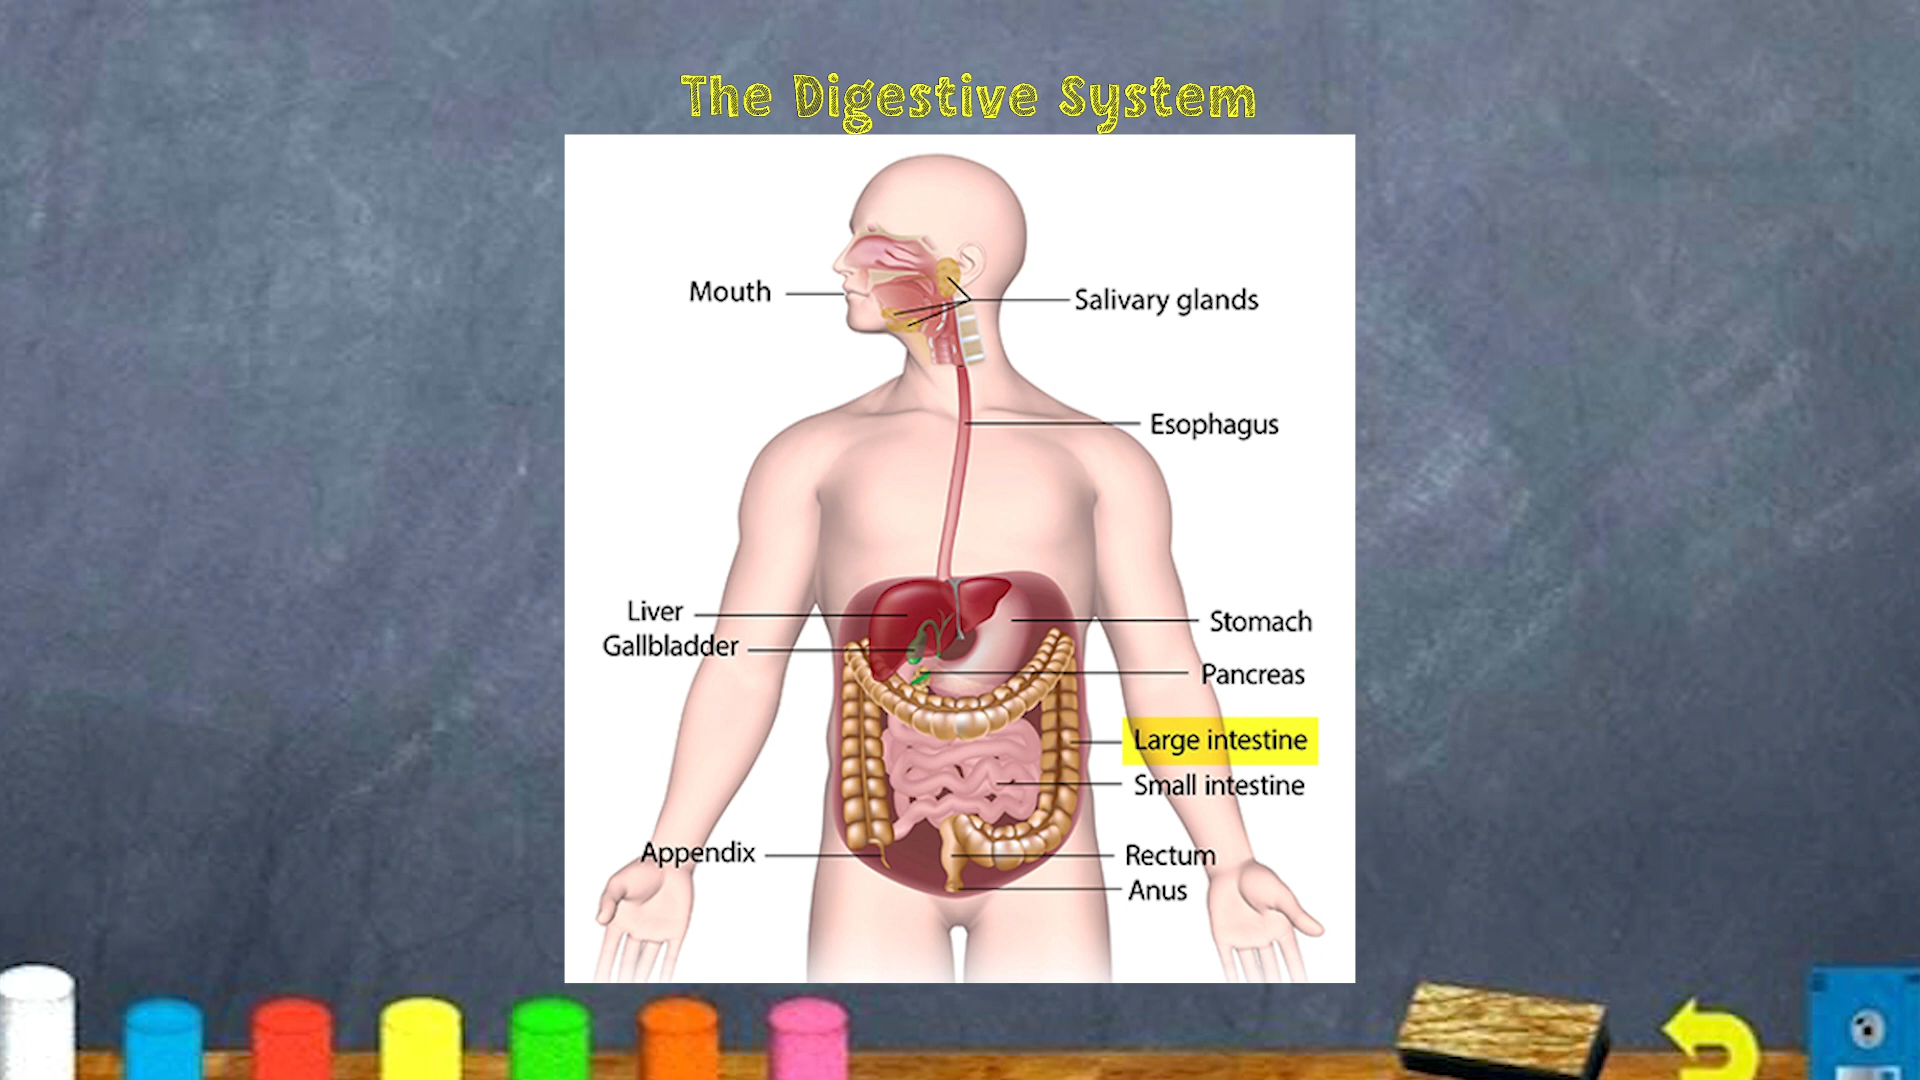 The Digestive System
Mouth
Salivary glands
Esophagus
Liver
Stomach
Gallbladder
Pancreas
Large intestine
Small intestine
Appendix
Rectum
Anus